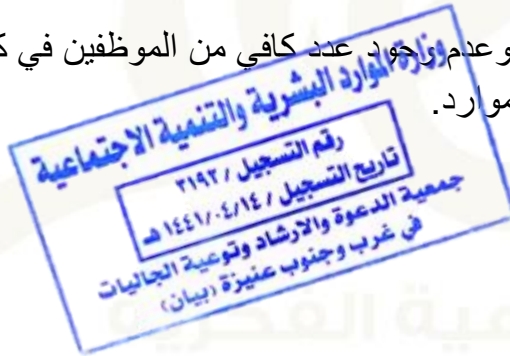 وعدم وجود عدد كافي من الموظفين في
موارد.
وزارة الموارد البشرية والتنمية الاجتماعية
رقم التسجيل / ٣١٩٢
تاريخ التسجيل / ١٤٤١/٠٤/١٤ هـ
جمعية الدعوة والارشاد وتوعية الجاليات
في غرب وجنوب عنيزة (بيان)